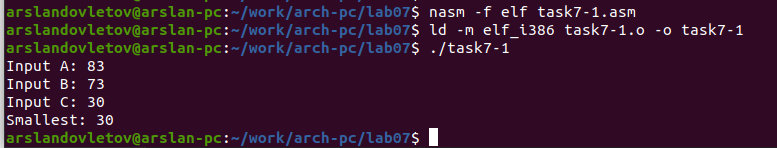 arslandovletov@arslan-pc:~/work/arch-pc/lab07$ nasm -f elf task7-1.asm
arslandovletov@arslan-pc:~/work/arch-pc/lab07$ ld -m elf_i386 task7-1.o -o task7-1
arslandovletov@arslan-pc:~/work/arch-pc/lab07$ ./task7-1
Input A: 83
Input B: 73
Input C: 30
Smallest: 30
arslandovletov@arslan-pc:~/work/arch-pc/lab07$